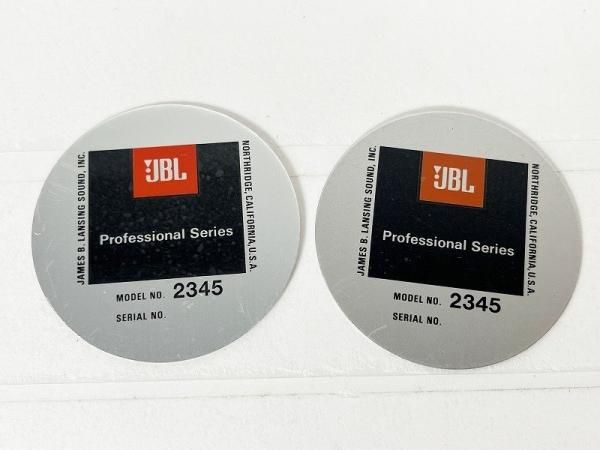 JBL
JAMES B. LANSING SOUND, INC.
Professional Series
NORTHRIDGE, CALIFORNIA, U.S.A.
MODEL NO. 2345
SERIAL NO.
JBL
JAMES B. LANSING SOUND, INC.
Professional Series
NORTHRIDGE, CALIFORNIA, U.S.A.
MODEL NO. 2345
SERIAL NO.